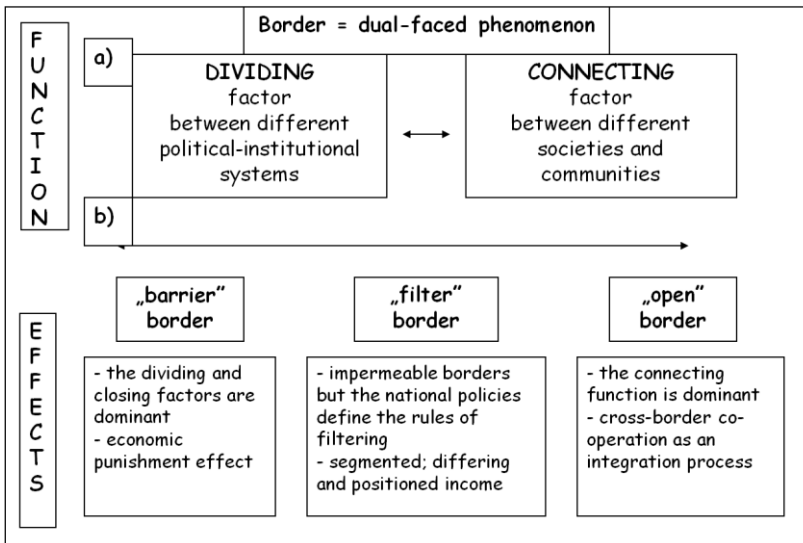 Border = dual-faced phenomenon
FUNCTION
a)
DIVIDING
factor
between different
political-institutional
systems
CONNECTING
factor
between different
societies and
communities
b)
„barrier”
border
„filter”
border
„open”
border
EFFECTS
- the dividing and
closing factors are
dominant
- economic
punishment effect
- impermeable borders
but the national policies
define the rules of
filtering
- segmented; differing
and positioned income
- the connecting
function is dominant
- cross-border co-
operation as an
integration process